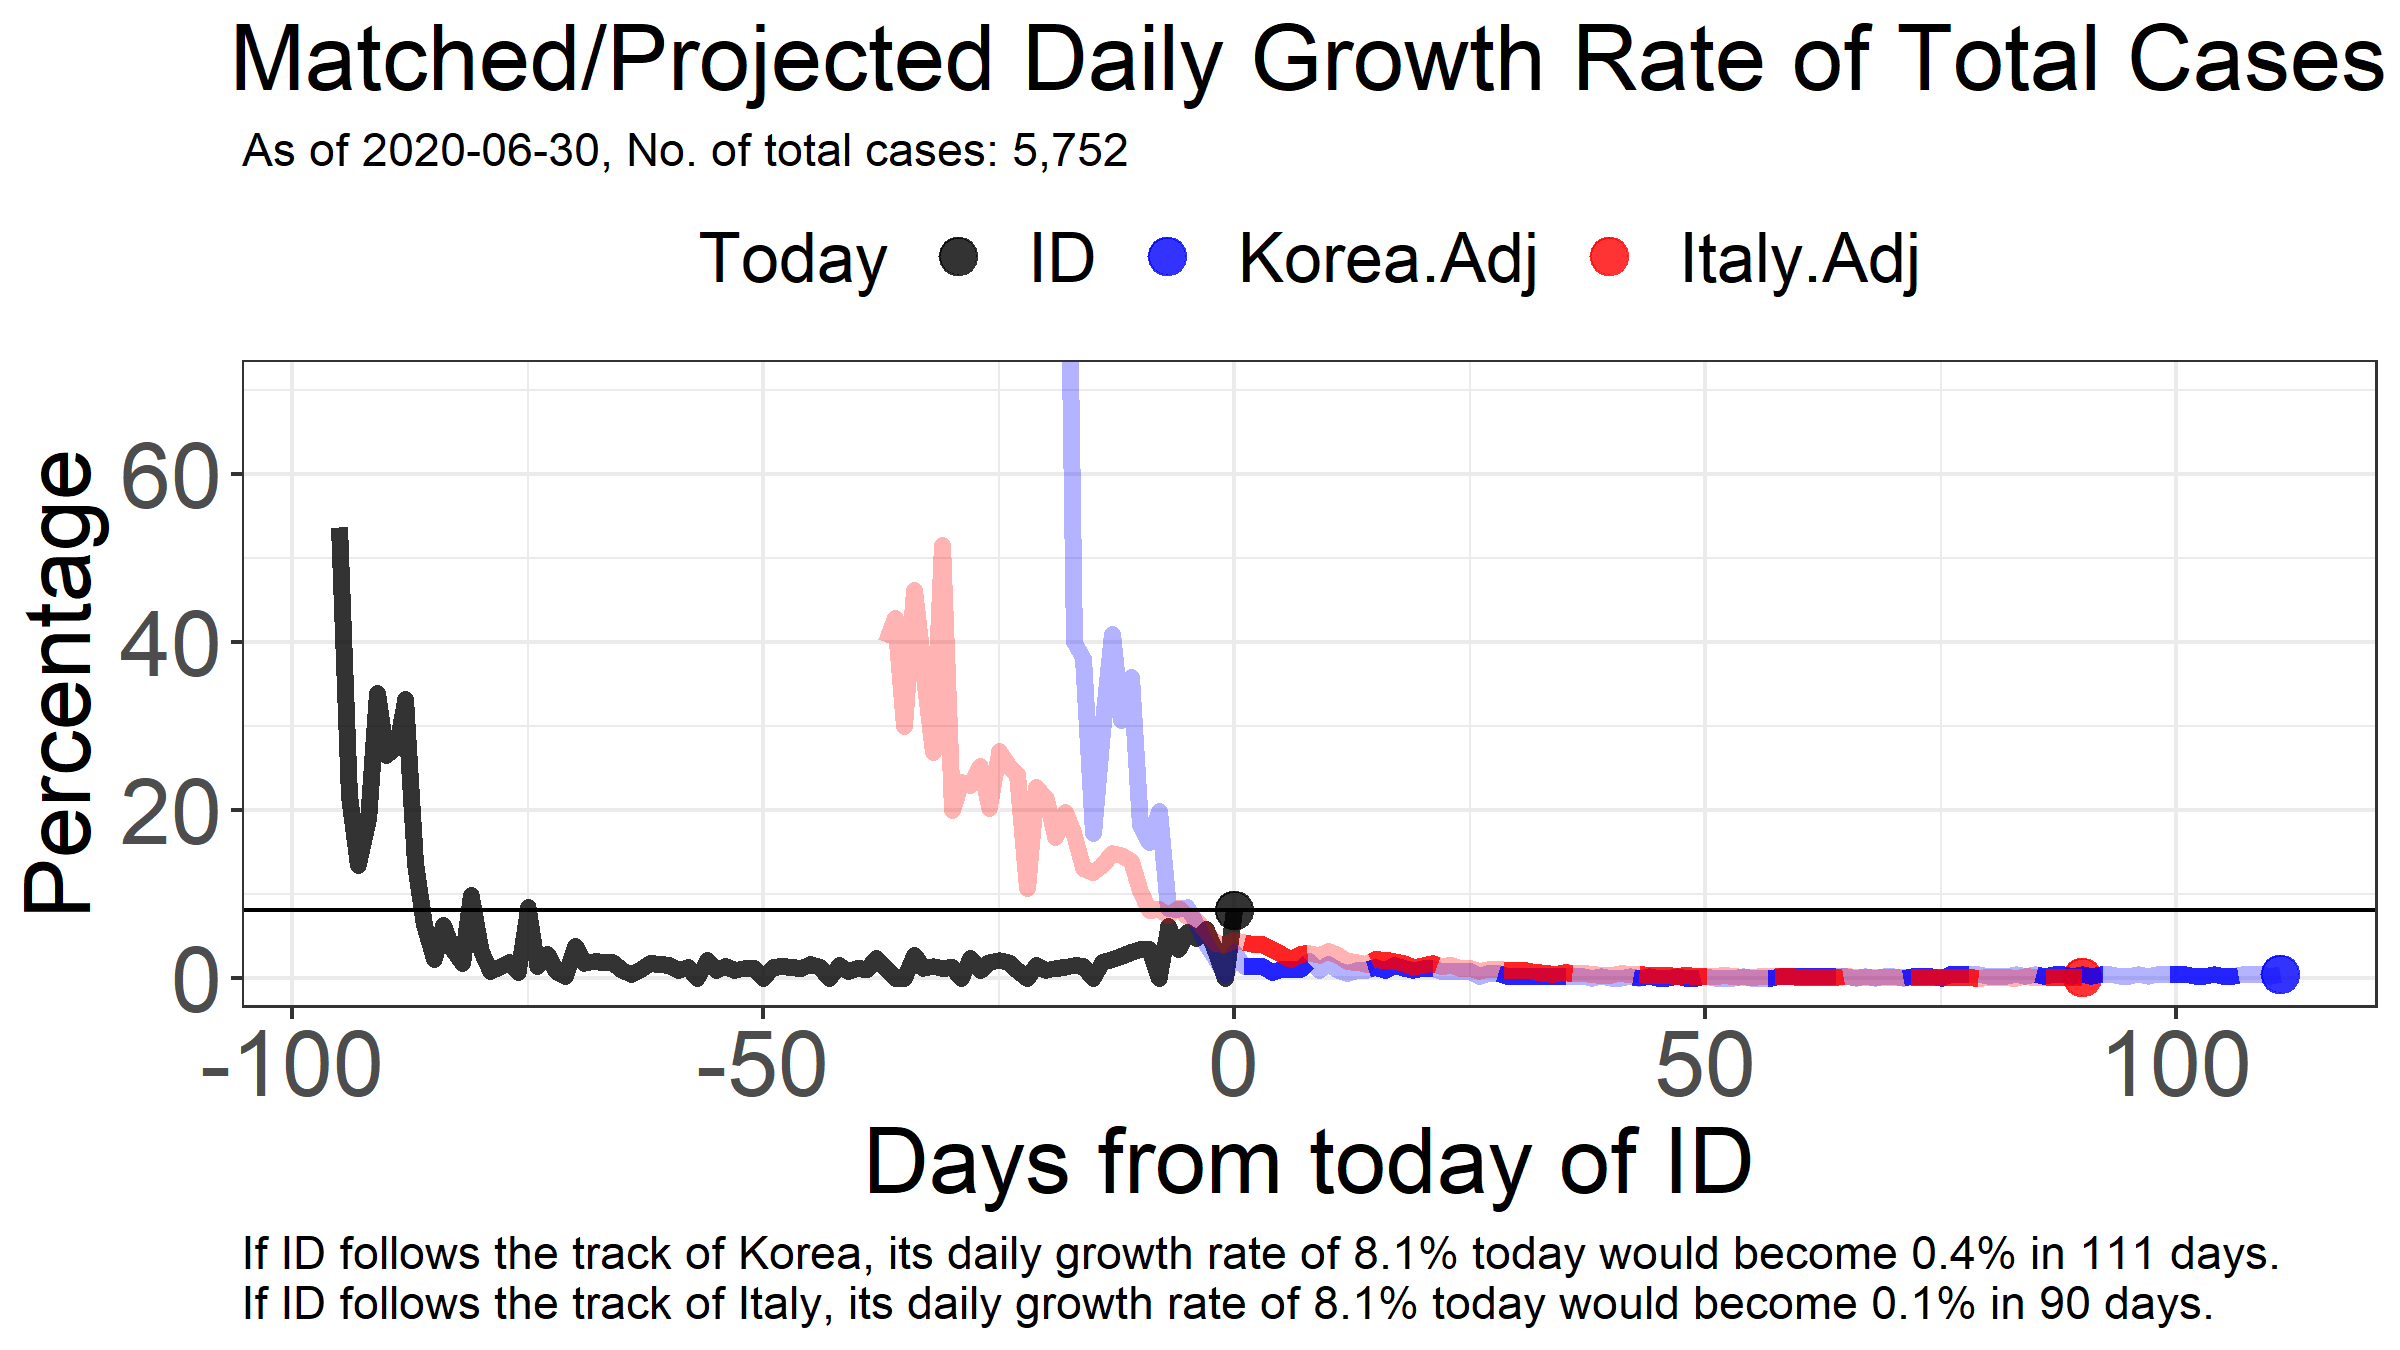 Matched/Projected Daily Growth Rate of Total Cases
As of 2020-06-30, No. of total cases: 5,752
Today ID Korea.Adj Italy.Adj
Percentage
60
40
20
0
-100 -50 0 50 100
Days from today of ID
If ID follows the track of Korea, its daily growth rate of 8.1% today would become 0.4% in 111 days.
If ID follows the track of Italy, its daily growth rate of 8.1% today would become 0.1% in 90 days.